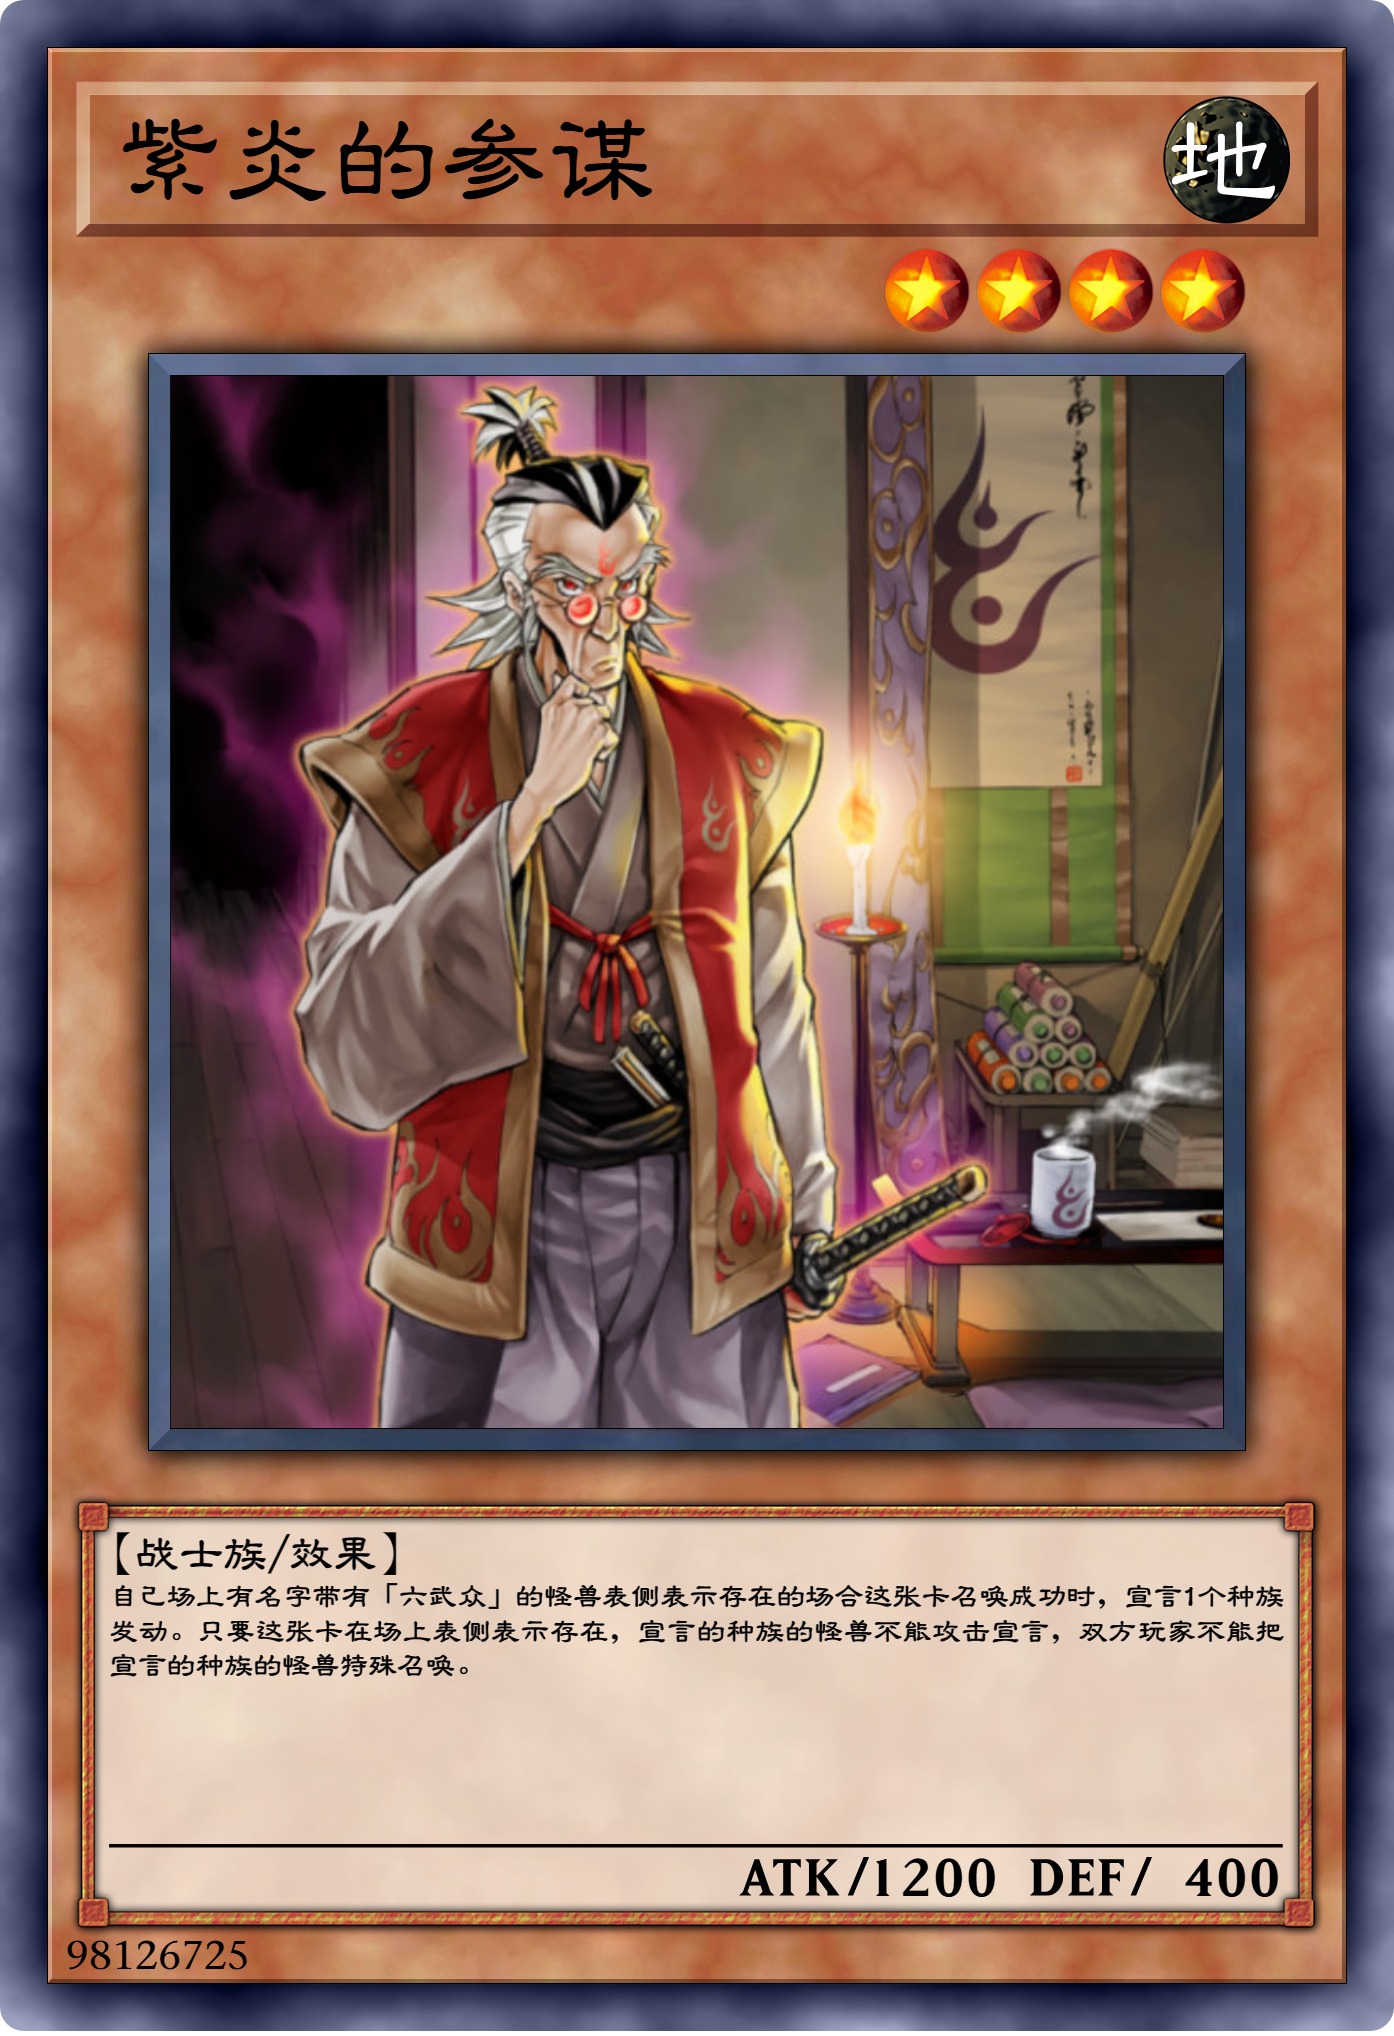 紫炎的参谋
地
【战士族/效果】
自己场上有名字带有「六武众」的怪兽表侧表示存在的场合这张卡召唤成功时，宣言1个种族
发动。只要这张卡在场上表侧表示存在，宣言的种族的怪兽不能攻击宣言，双方玩家不能把
宣言的种族的怪兽特殊召唤。
ATK/1200 DEF/ 400
98126725